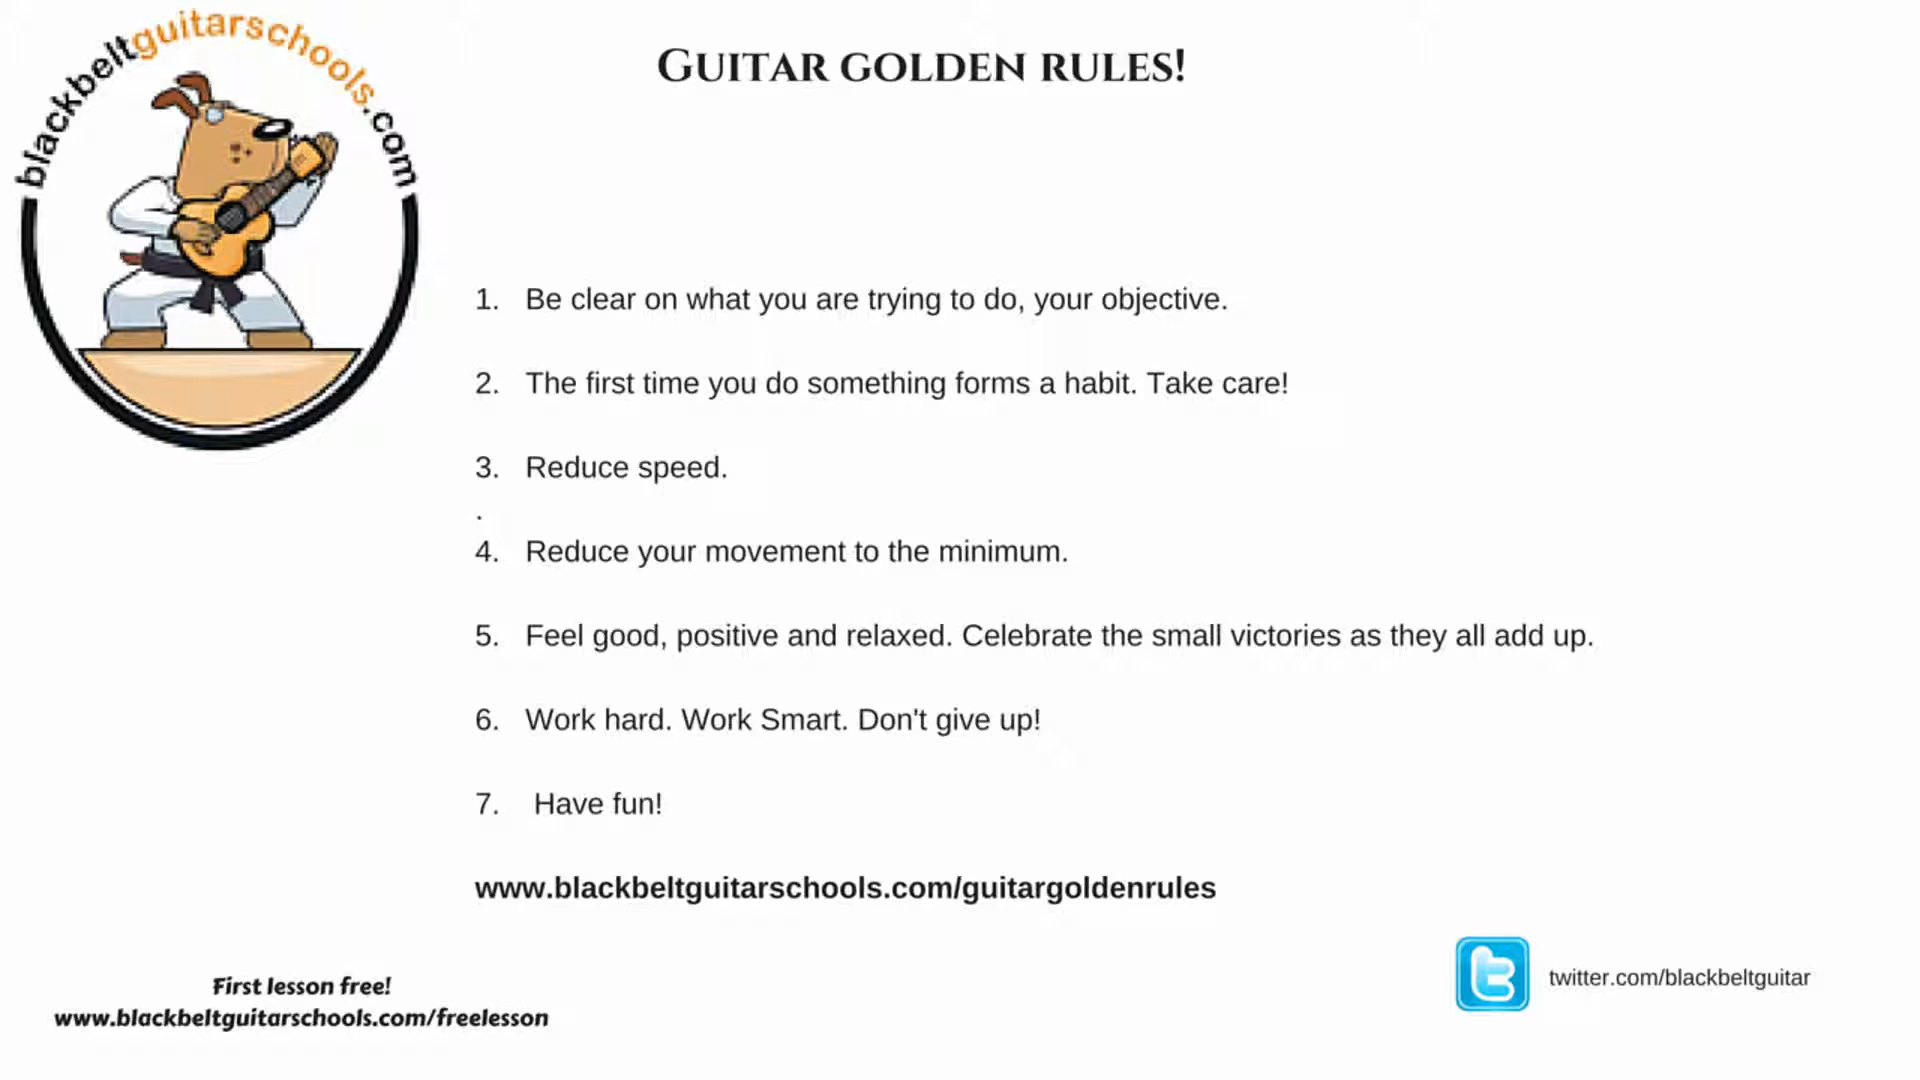 blackbeltguitarschools.com
GUITAR GOLDEN RULES!
1. Be clear on what you are trying to do, your objective.
2. The first time you do something forms a habit. Take care!
3. Reduce speed.
.
4. Reduce your movement to the minimum.
5. Feel good, positive and relaxed. Celebrate the small victories as they all add up.
6. Work hard. Work Smart. Don't give up!
7. Have fun!
www.blackbeltguitarschools.com/guitargoldenrules
First lesson free!
www.blackbeltguitarschools.com/freelesson
twitter.com/blackbeltguitar